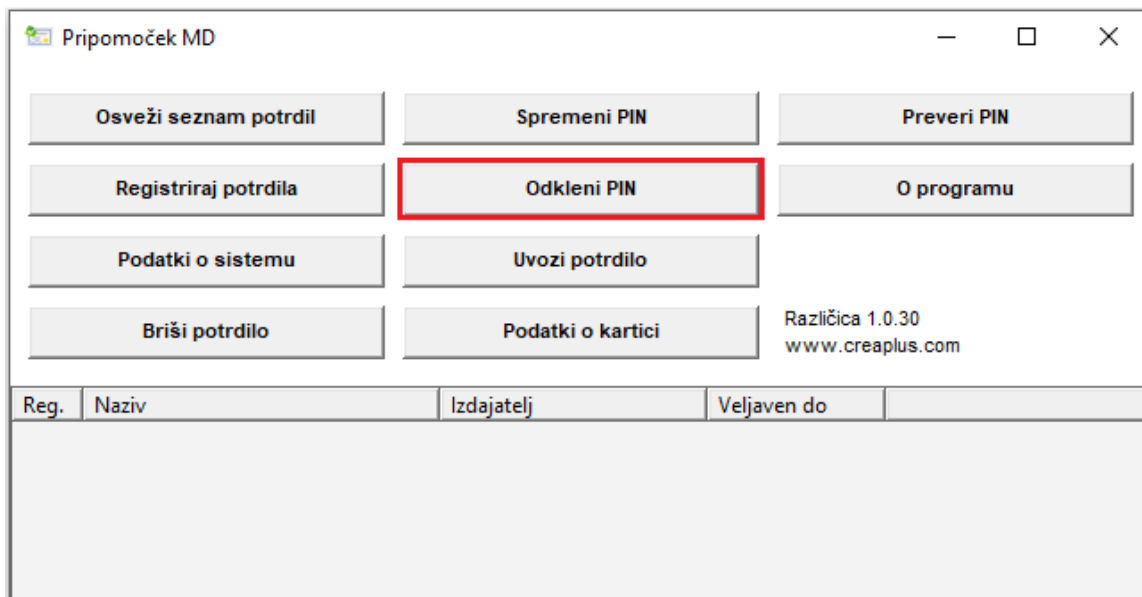 Pripomoček MD
Osveži seznam potrdil
Spremeni PIN
Preveri PIN
Registriraj potrdila
Odkleni PIN
O programu
Podatki o sistemu
Uvozi potrdilo
Briši potrdilo
Podatki o kartici
Različica 1.0.30
www.creaplus.com
Reg. Naziv Izdajatelj Veljaven do